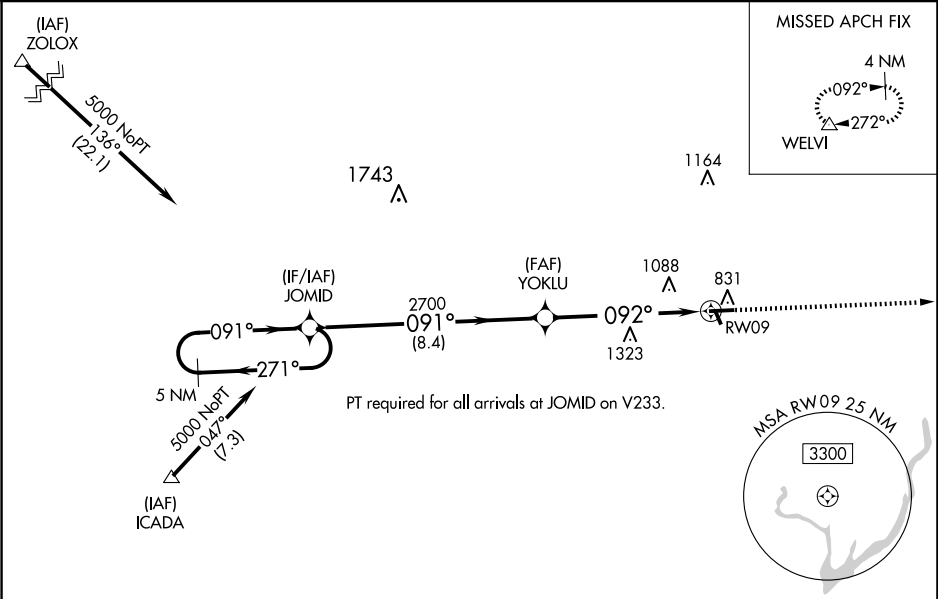 (IAF)
ZOLOX
5000 NoPT
136°
(22.1)
MISSED APCH FIX
4 NM
092°
272°
WELVI
1743
1164
(IF/IAF)
JOMID
(FAF)
YOKLU
1088
831
091°
2700
091°
(8.4)
092°
RW09
1323
271°
5 NM
5000 NoPT
047°
(7.3)
PT required for all arrivals at JOMID on V233.
(IAF)
ICADA
MSA RW09 25 NM
3300